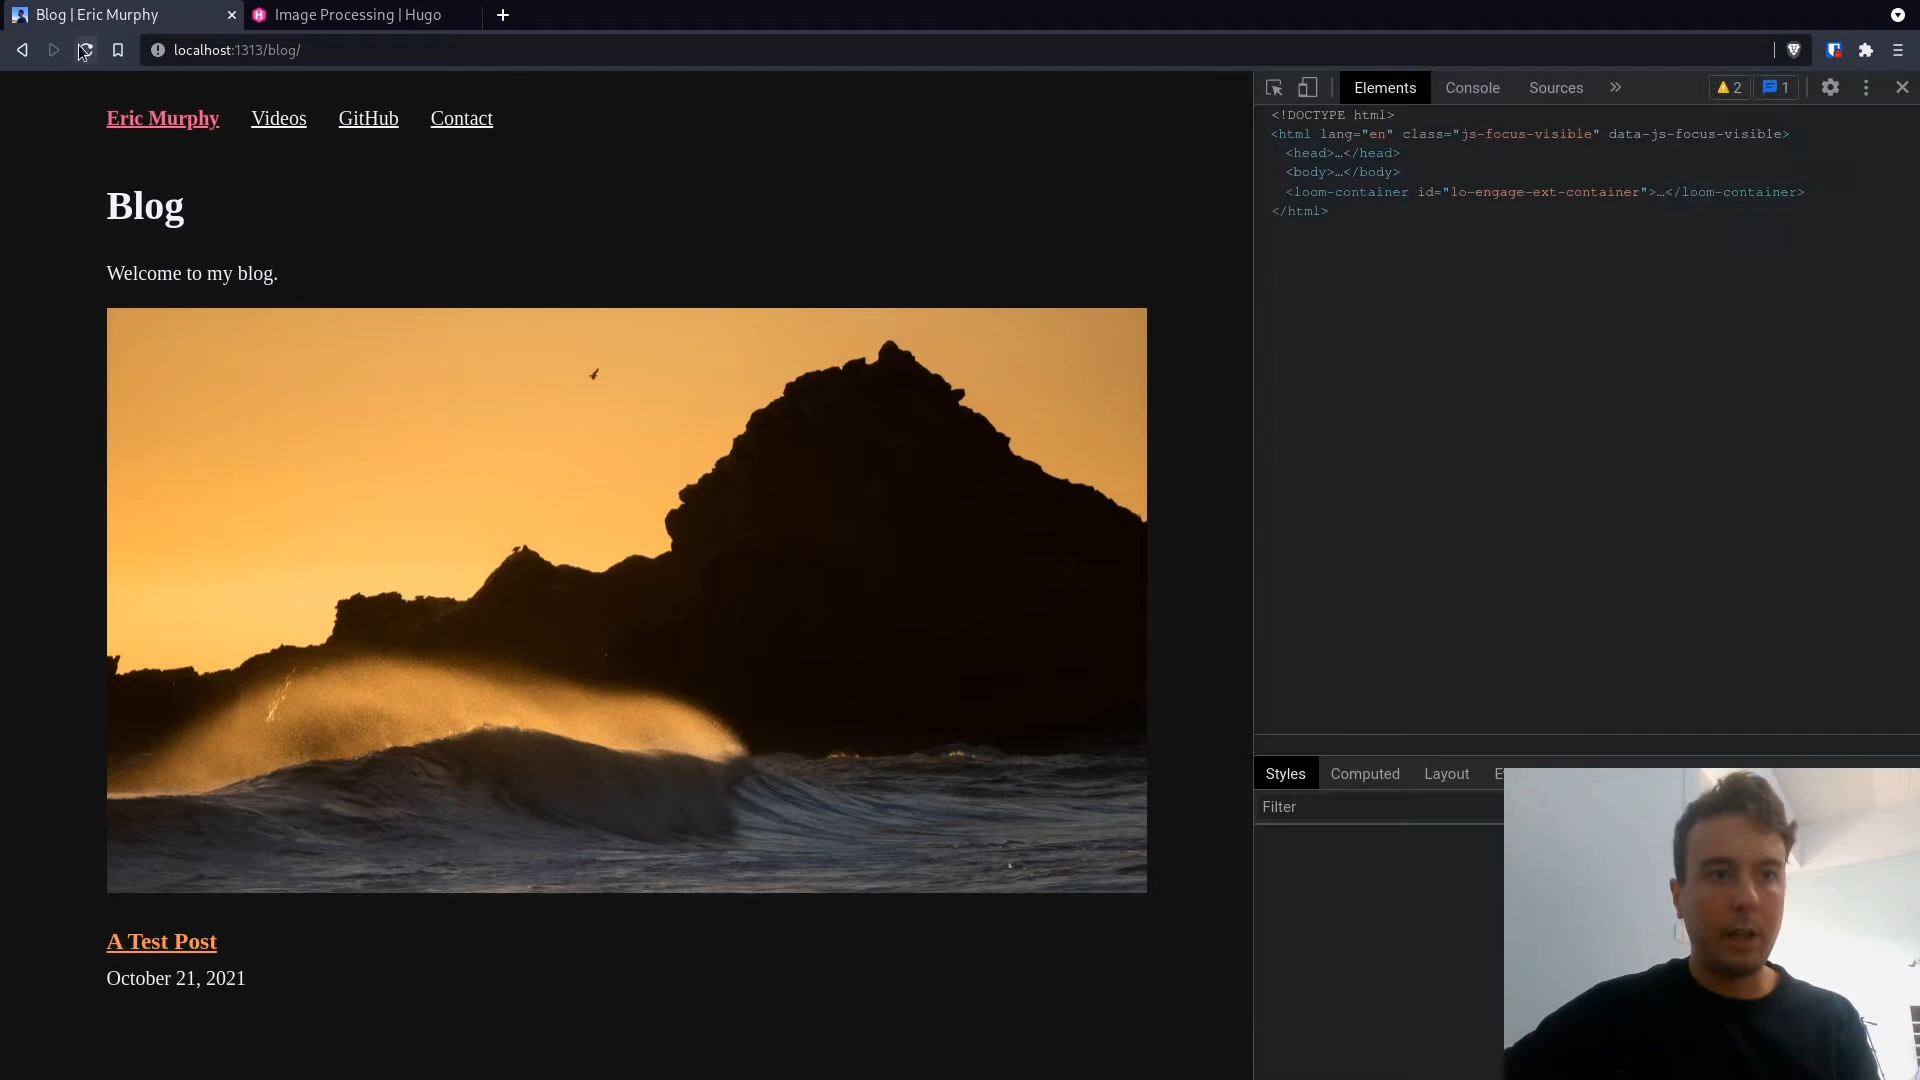 Blog | Eric Murphy
Image Processing | Hugo
localhost:1313/blog/
Eric Murphy Videos GitHub Contact
Blog
Welcome to my blog.
A Test Post
October 21, 2021
Elements Console Sources 2 1
<!DOCTYPE html>
<html lang="en" class="js-focus-visible" data-js-focus-visible>
<head>…</head>
<body>…</body>
<loom-container id="lo-engage-ext-container">…</loom-container>
</html>
Styles Computed Layout
Filter